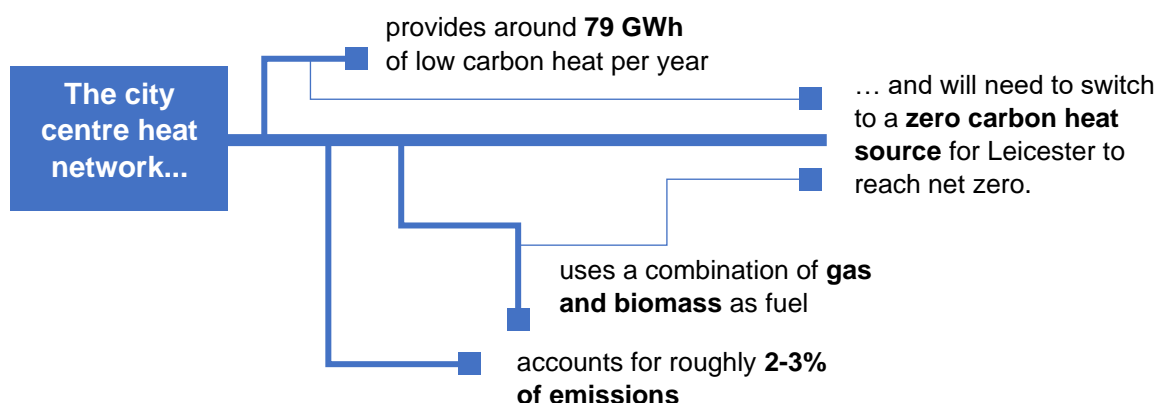 The city
centre heat
network...
provides around 79 GWh
of low carbon heat per year
… and will need to switch
to a zero carbon heat
source for Leicester to
reach net zero.
uses a combination of gas
and biomass as fuel
accounts for roughly 2-3%
of emissions